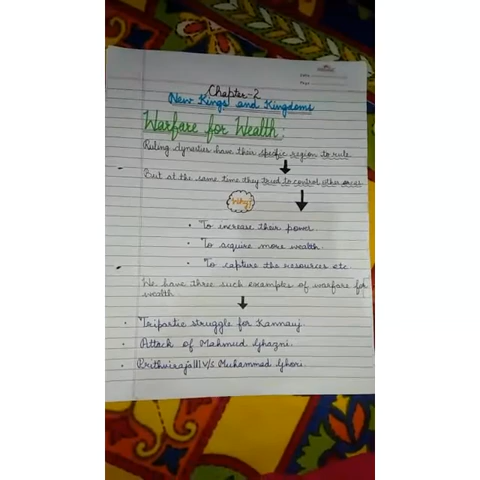 Chapter-2
New Kings and Kingdoms
Warfare for Wealth:
Ruling dynasties have their specific region to rule
But at the same time they tried to control other areas
Why?
• To increase their power
• To acquire more wealth.
• To capture the resources etc.
We have three such examples of warfare for
wealth.
• Tripartic struggle for Kannauj
• Attack of Mahmud Ghazni.
• Prithviraja III V/S Muhammed Ghori.